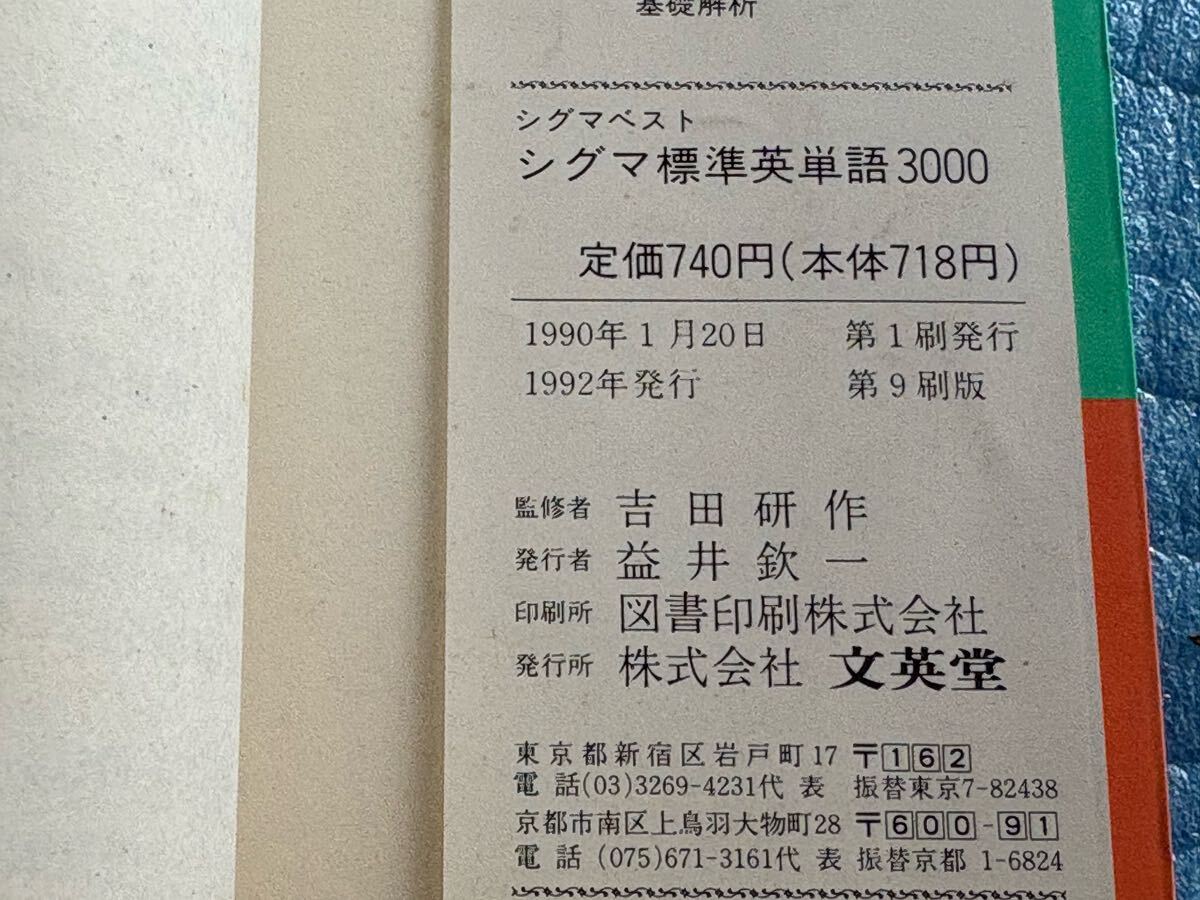 基礎解析
シグマベスト
シグマ標準英単語3000
定価740円(本体718円)
1990年1月20日 第1刷発行
1992年発行 第9刷版
監修者 吉田研作
発行者 益井欽一
印刷所 図書印刷株式会社
発行所 株式会社 文英堂
東京都新宿区岩戸町17 〒162
電話(03)3269-4231代表 振替東京7-82438
京都市南区上鳥羽大物町28 〒600-91
電話(075)671-3161代表 振替京都1-6824